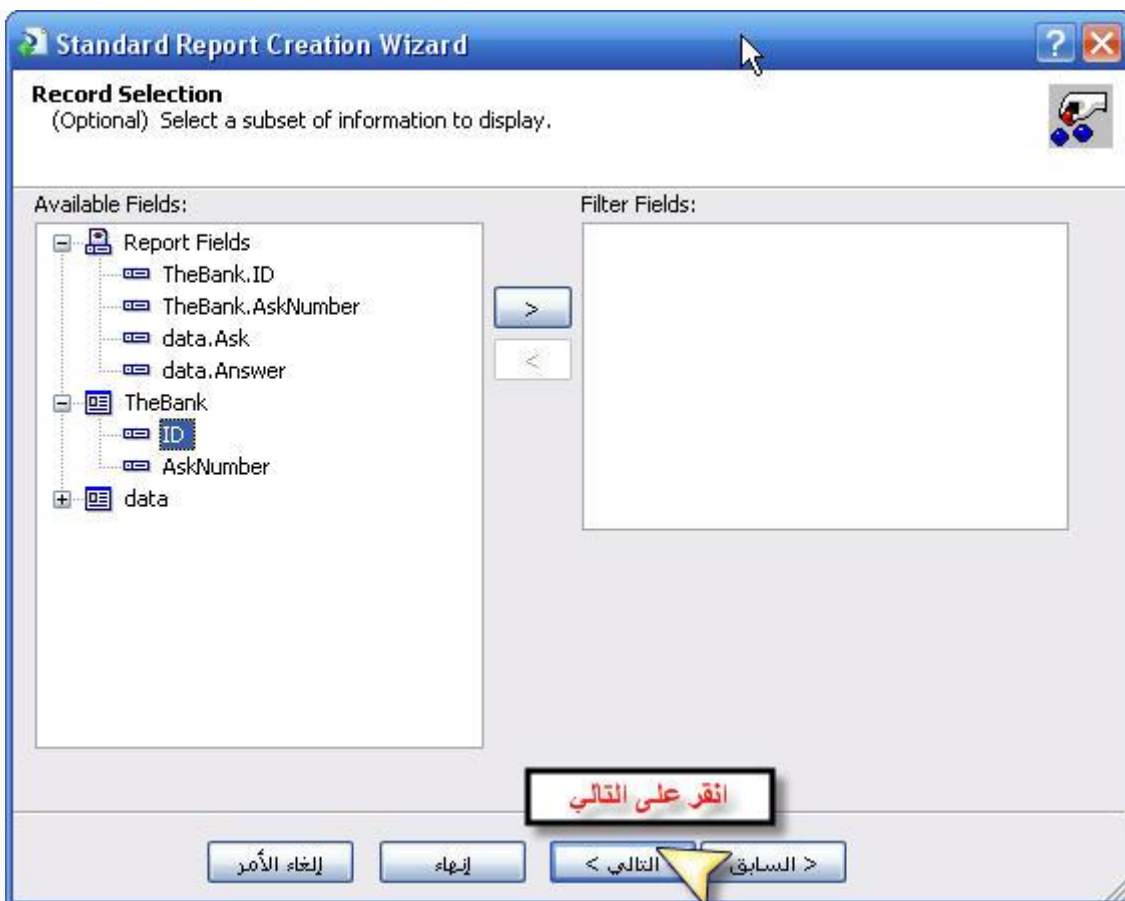 Standard Report Creation Wizard
Record Selection
(Optional) Select a subset of information to display.
Available Fields:
Filter Fields:
Report Fields
TheBank.ID
TheBank.AskNumber
data.Ask
data.Answer
TheBank
ID
AskNumber
data
>
<
انقر على التالي
< السابق
التالي >
إنهاء
إلغاء الأمر